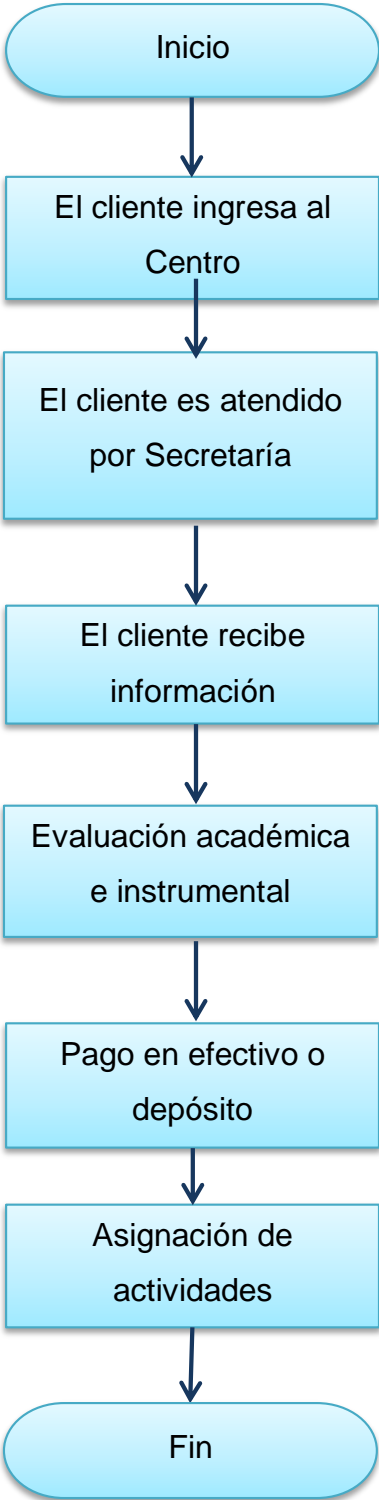 Inicio
El cliente ingresa al
Centro
El cliente es atendido
por Secretaría
El cliente recibe
información
Evaluación académica
e instrumental
Pago en efectivo o
depósito
Asignación de
actividades
Fin